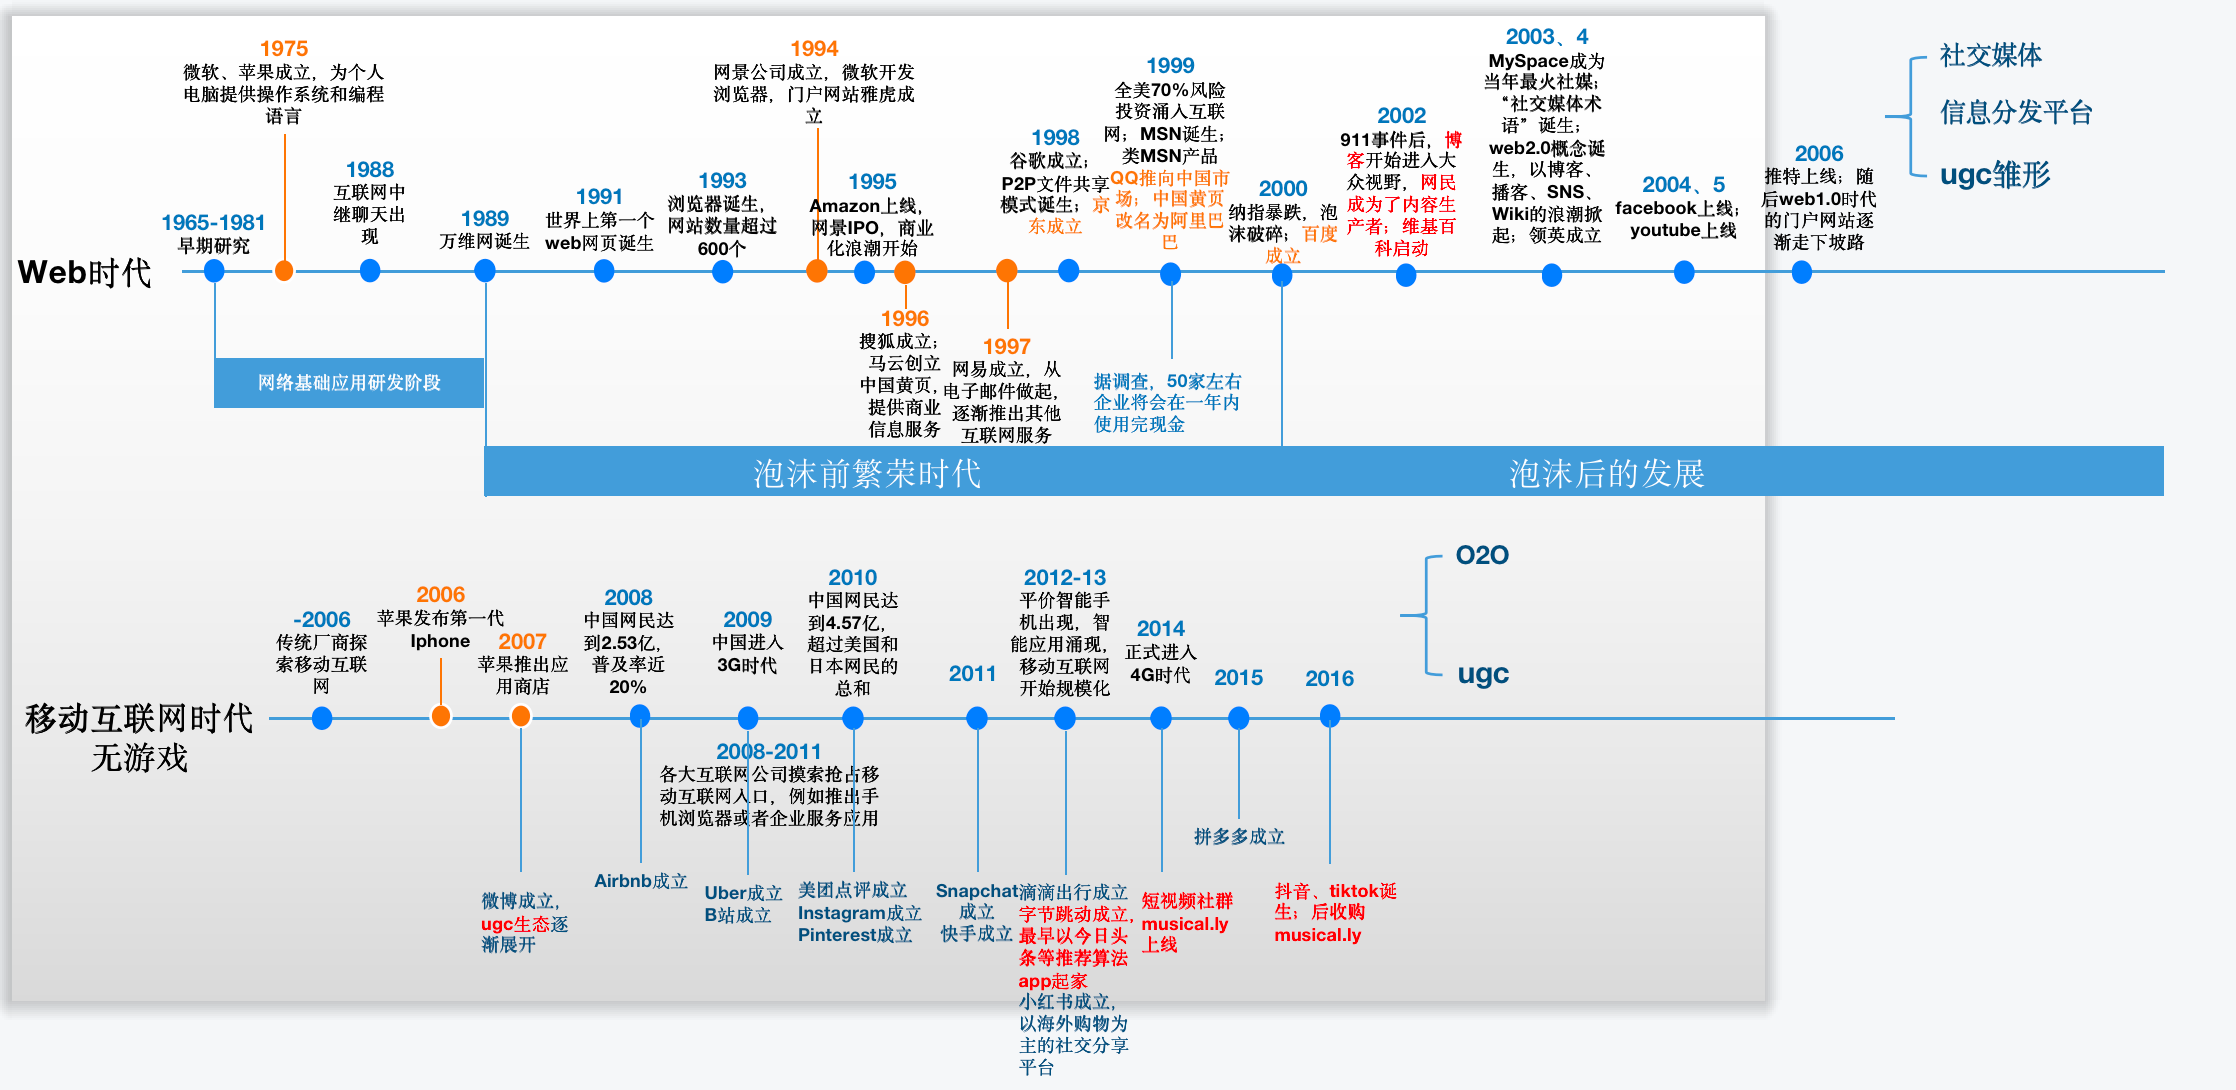 1975
微软、苹果成立，为个人
电脑提供操作系统和编程
语言
1994
网景公司成立，微软开发
浏览器，门户网站雅虎成
立
1999
全美70%风险
投资涌入互联
网；MSN诞生；
类MSN产品
QQ推向中国市
场；中国黄页
改名为阿里巴
巴
2003、4
MySpace成为
当年最火社媒；
“社交媒体术
语”诞生；
web2.0概念诞
生，以博客、
播客、SNS、
Wiki的浪潮掀
起；领英成立
社交媒体
信息分发平台
ugc雏形
1965-1981
早期研究
1988
互联网中
继聊天出
现
1989
万维网诞生
1991
世界上第一个
web网页诞生
1993
浏览器诞生，
网站数量超过
600个
1995
Amazon上线，
网景IPO，商业
化浪潮开始
1998
谷歌成立；
P2P文件共享
模式诞生；京
东成立
2000
纳指暴跌，泡
沫破碎；百度
成立
2002
911事件后，博
客开始进入大
众视野，网民
成为了内容生
产者；维基百
科启动
2004、5
facebook上线；
youtube上线
2006
推特上线；随
后web1.0时代
的门户网站逐
渐走下坡路
Web时代
1996
搜狐成立；
马云创立
中国黄页，
提供商业
信息服务
1997
网易成立，从
电子邮件做起，
逐渐推出其他
互联网服务
据调查，50家左右
企业将会在一年内
使用完现金
网络基础应用研发阶段
泡沫前繁荣时代
泡沫后的发展
O2O
ugc
-2006
传统厂商探
索移动互联
网
2006
苹果发布第一代
Iphone
2007
苹果推出应
用商店
2008
中国网民达
到2.53亿，
普及率近
20%
2009
中国进入
3G时代
2010
中国网民达
到4.57亿，
超过美国和
日本网民的
总和
2011
2012-13
平价智能手
机出现，智
能应用涌现，
移动互联网
开始规模化
2014
正式进入
4G时代
2015
2016
移动互联网时代
无游戏
2008-2011
各大互联网公司摸索抢占移
动互联网入口，例如推出手
机浏览器或者企业服务应用
微博成立，
ugc生态逐
渐展开
Airbnb成立
Uber成立
B站成立
美团点评成立
Instagram成立
Pinterest成立
Snapchat
成立
快手成立
滴滴出行成立
字节跳动成立，
最早以今日头
条等推荐算法
app起家
小红书成立，
以海外购物为
主的社交分享
平台
短视频社群
musical.ly
上线
拼多多成立
抖音、tiktok诞
生；后收购
musical.ly